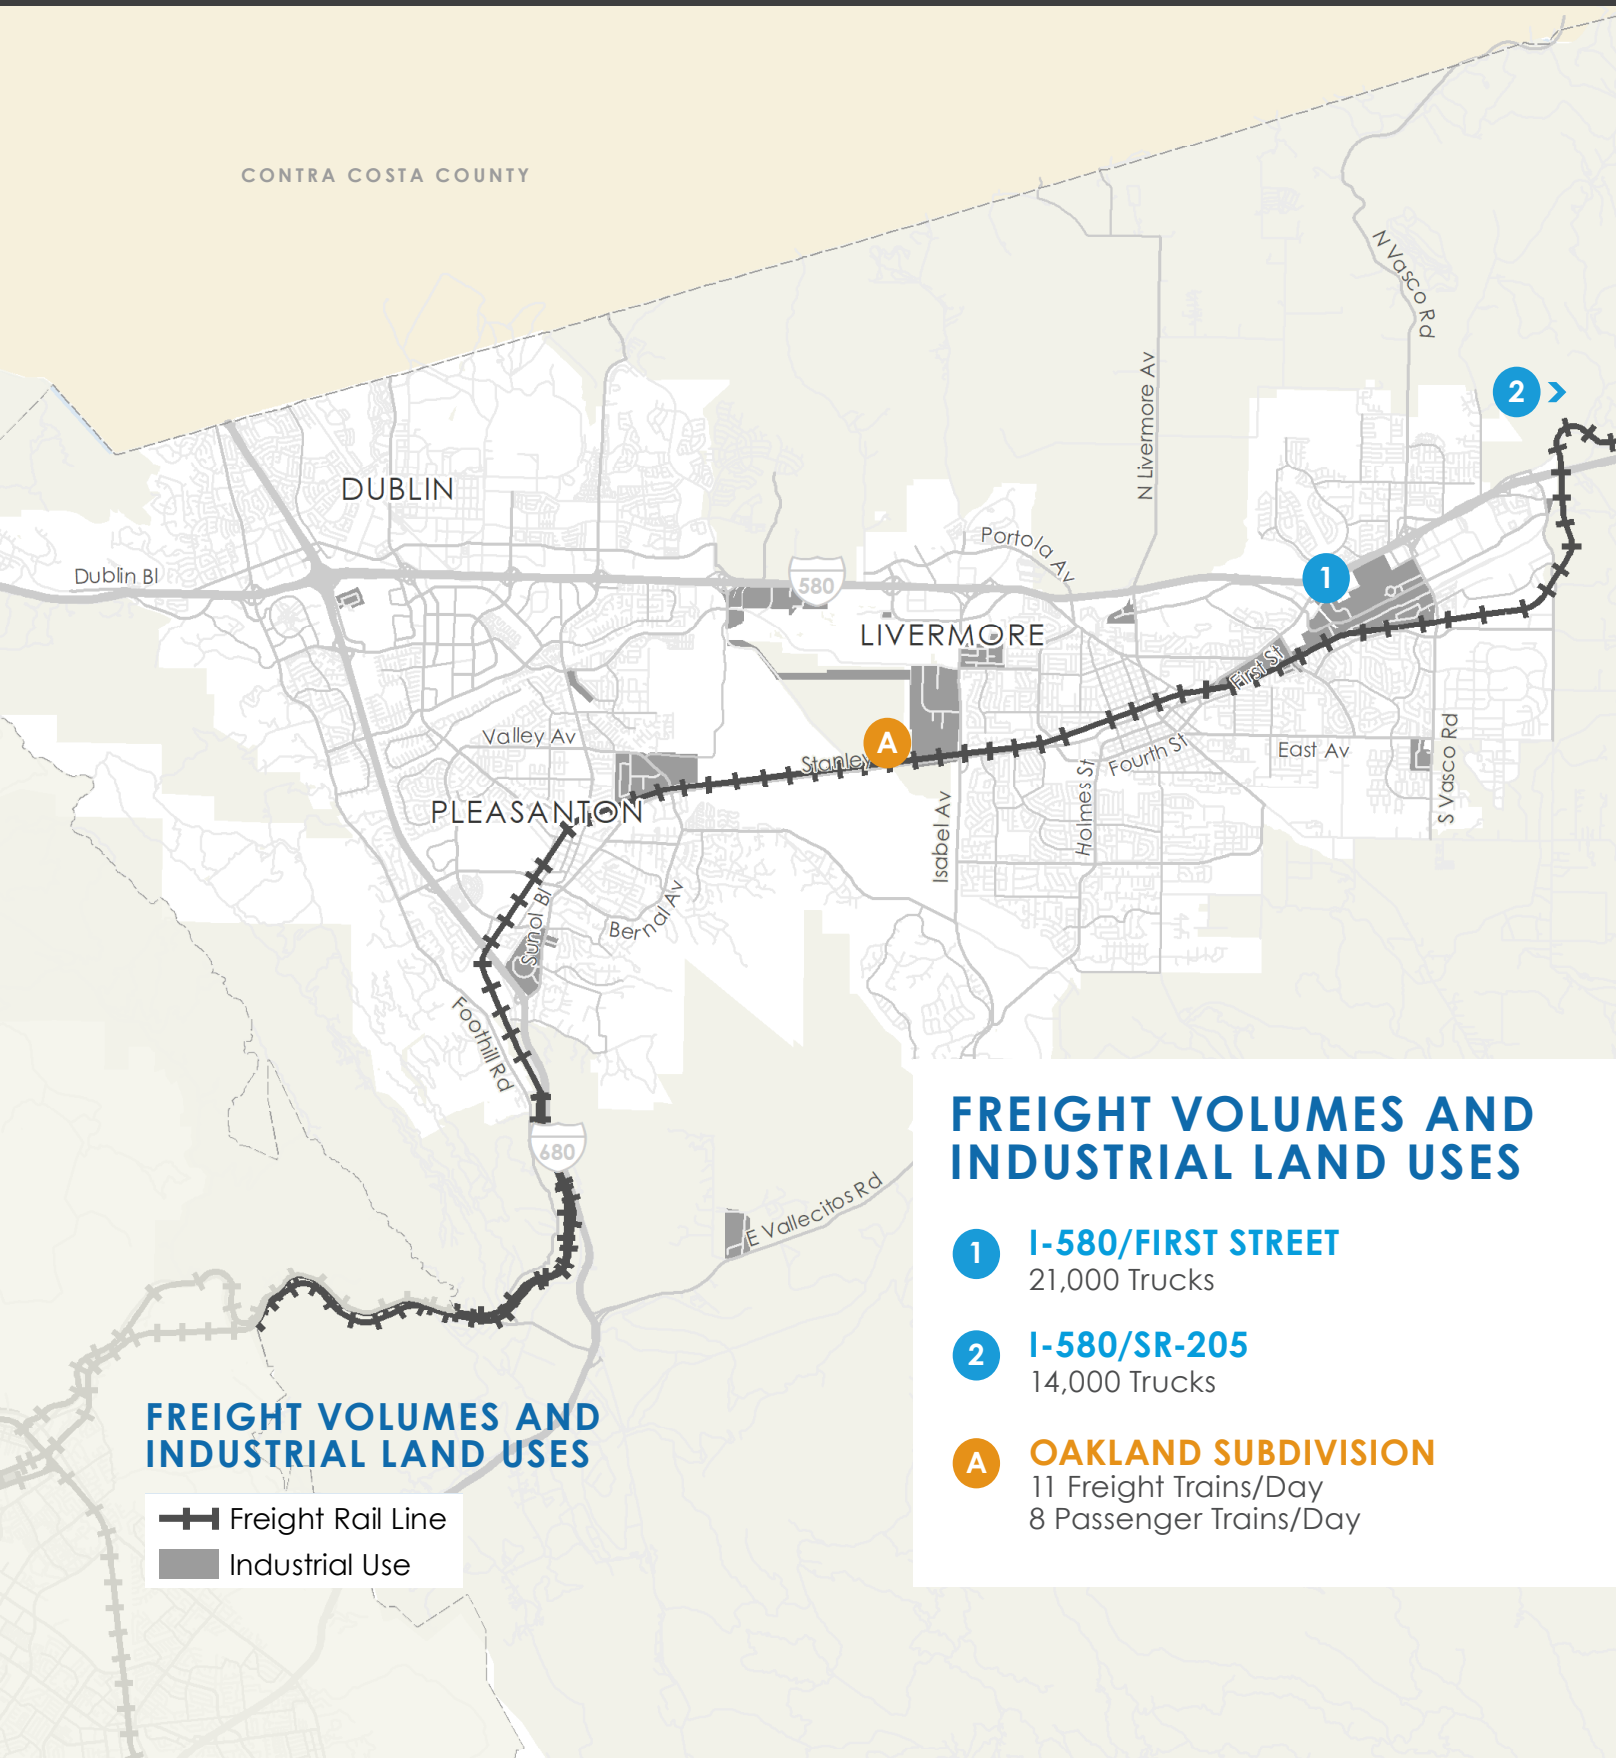 CONTRA COSTA COUNTY
N Vasco Rd
2
N Livermore Av
DUBLIN
Portola Av
Dublin Bl
580
1
LIVERMORE
First St
Valley Av
A
Stanley
Fourth St
East Av
S Vasco Rd
PLEASANTON
Isabel Av
Holmes St
Sunol Bl
Bernal Av
Foothill Rd
680
E Vallecitos Rd
FREIGHT VOLUMES AND
INDUSTRIAL LAND USES
1
I-580/FIRST STREET
21,000 Trucks
2
I-580/SR-205
14,000 Trucks
A
OAKLAND SUBDIVISION
11 Freight Trains/Day
8 Passenger Trains/Day
FREIGHT VOLUMES AND
INDUSTRIAL LAND USES
Freight Rail Line
Industrial Use